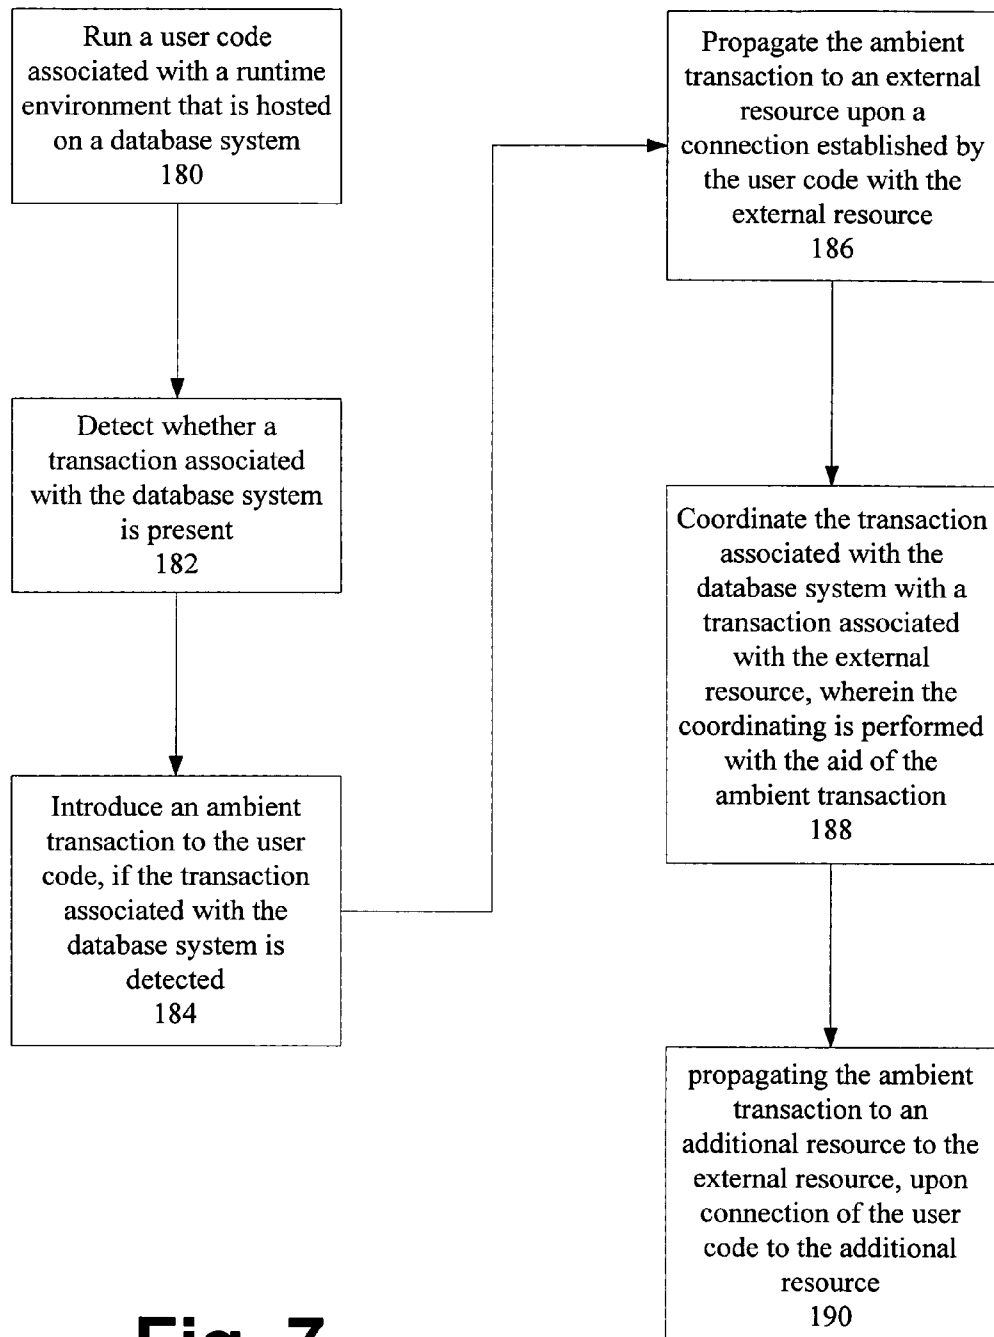 Run a user code
associated with a runtime
environment that is hosted
on a database system
180
Detect whether a
transaction associated
with the database system
is present
182
Introduce an ambient
transaction to the user
code, if the transaction
associated with the
database system is
detected
184
Propagate the ambient
transaction to an external
resource upon a
connection established by
the user code with the
external resource
186
Coordinate the transaction
associated with the
database system with a
transaction associated
with the external
resource, wherein the
coordinating is performed
with the aid of the
ambient transaction
188
propagating the ambient
transaction to an
additional resource to the
external resource, upon
connection of the user
code to the additional
resource
190
Fig. 7